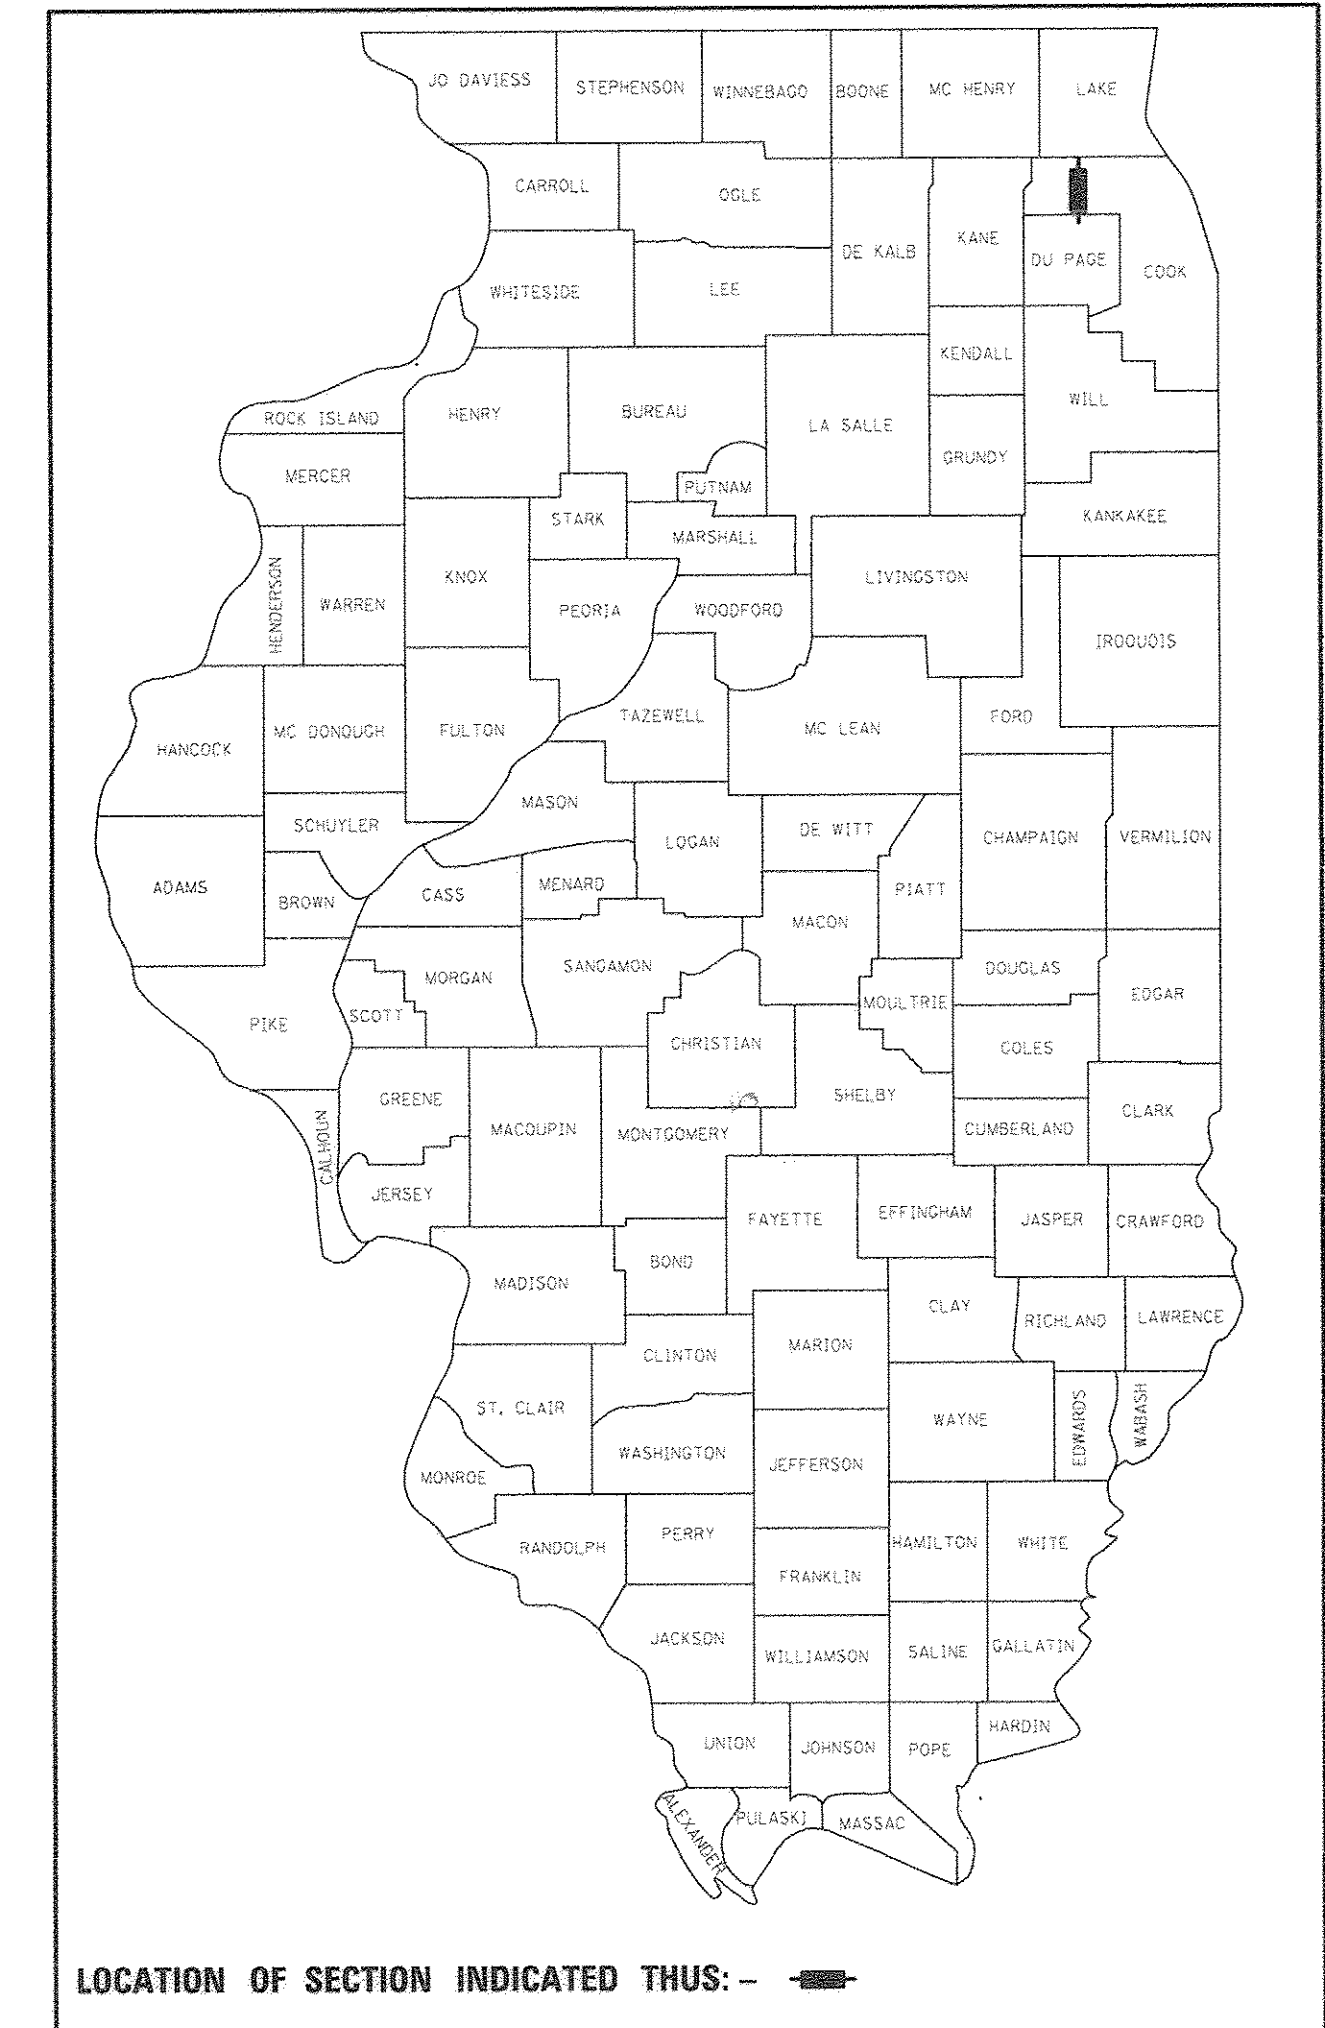 JO DAVIESS
STEPHENSON
WINNEBAGO
BOONE
MC HENRY
LAKE
CARROLL
OGLE
DE KALB
KANE
DU PAGE
COOK
WHITESIDE
LEE
KENDALL
ROCK ISLAND
HENRY
BUREAU
LA SALLE
WILL
MERCER
PUTNAM
GRUNDY
STARK
MARSHALL
KANKAKEE
HENDERSON
WARREN
KNOX
PEORIA
WOODFORD
LIVINGSTON
IROQUOIS
HANCOCK
MC DONOUGH
FULTON
TAZEWELL
MC LEAN
FORD
SCHUYLER
MASON
LOGAN
DE WITT
CHAMPAIGN
VERMILION
ADAMS
BROWN
CASS
MENARD
MACON
PIATT
PIKE
SCOTT
MORGAN
SANGAMON
CHRISTIAN
MOULTRIE
DOUGLAS
EDGAR
COLES
CALHOUN
GREENE
MACOUPIN
MONTGOMERY
SHELBY
CUMBERLAND
CLARK
JERSEY
FAYETTE
EFFINGHAM
JASPER
CRAWFORD
MADISON
BOND
CLAY
RICHLAND
LAWRENCE
CLINTON
MARION
ST. CLAIR
WASHINGTON
WAYNE
EDWARDS
WABASH
MONROE
JEFFERSON
RANDOLPH
PERRY
FRANKLIN
HAMILTON
WHITE
JACKSON
WILLIAMSON
SALINE
GALLATIN
UNION
JOHNSON
POPE
HARDIN
ALEXANDER
PULASKI
MASSAC
LOCATION OF SECTION INDICATED THUS: –